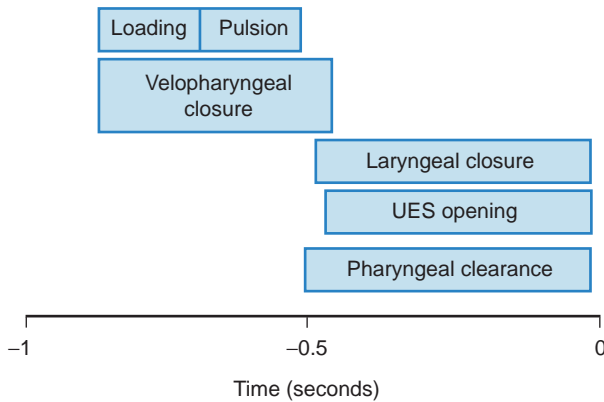 Loading Pulsion
Velopharyngeal
closure
Laryngeal closure
UES opening
Pharyngeal clearance
–1 –0.5 0
Time (seconds)